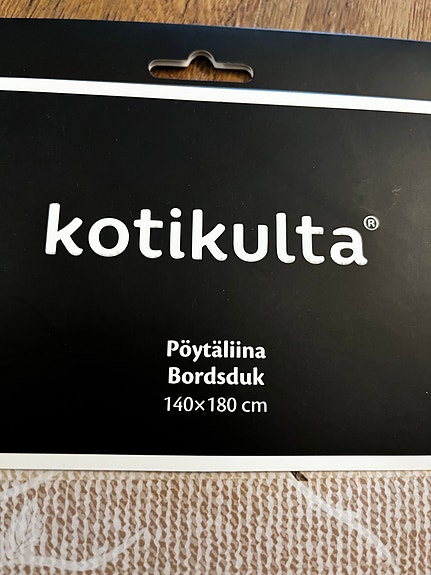 kotikulta®
Pöytäliina
Bordsduk
140×180 cm